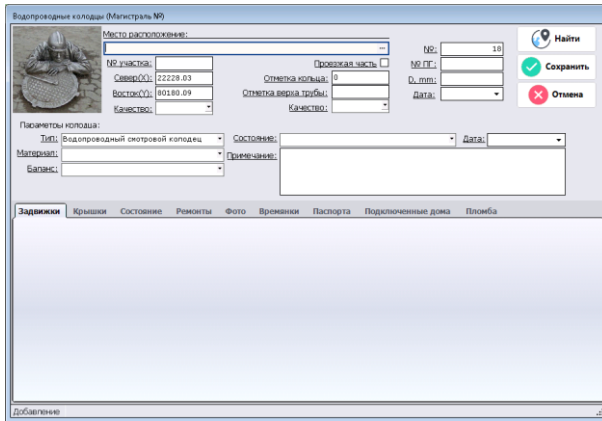 Водопроводные колодцы (Магистраль №)
Место расположение:
№ участка:
Север(X): 22228.03
Восток(Y): 80180.09
Качество:
Проезжая часть
Отметка кольца: 0
Отметка верха трубы:
Качество:
№: 18
№ ПГ:
D, mm:
Дата:
Найти
Сохранить
Отмена
Параметры колодца:
Тип: Водопроводный смотровой колодец
Материал:
Баланс:
Состояние:
Дата:
Примечание:
Задвижки Крышки Состояние Ремонты Фото Времянки Паспорта Подключенные дома Пломба
Добавление